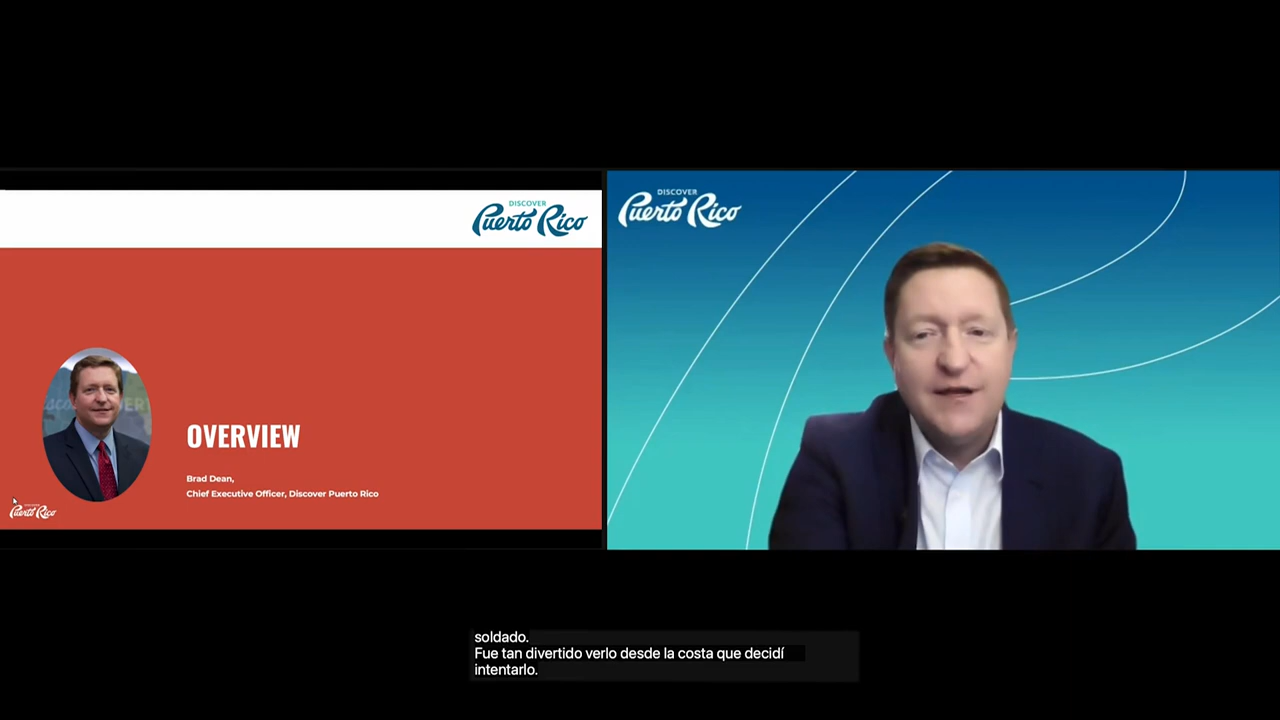 DISCOVER
Puerto Rico
OVERVIEW
Brad Dean,
Chief Executive Officer, Discover Puerto Rico
Puerto Rico
DISCOVER
Puerto Rico
soldado.
Fue tan divertido verlo desde la costa que decidí
intentarlo.